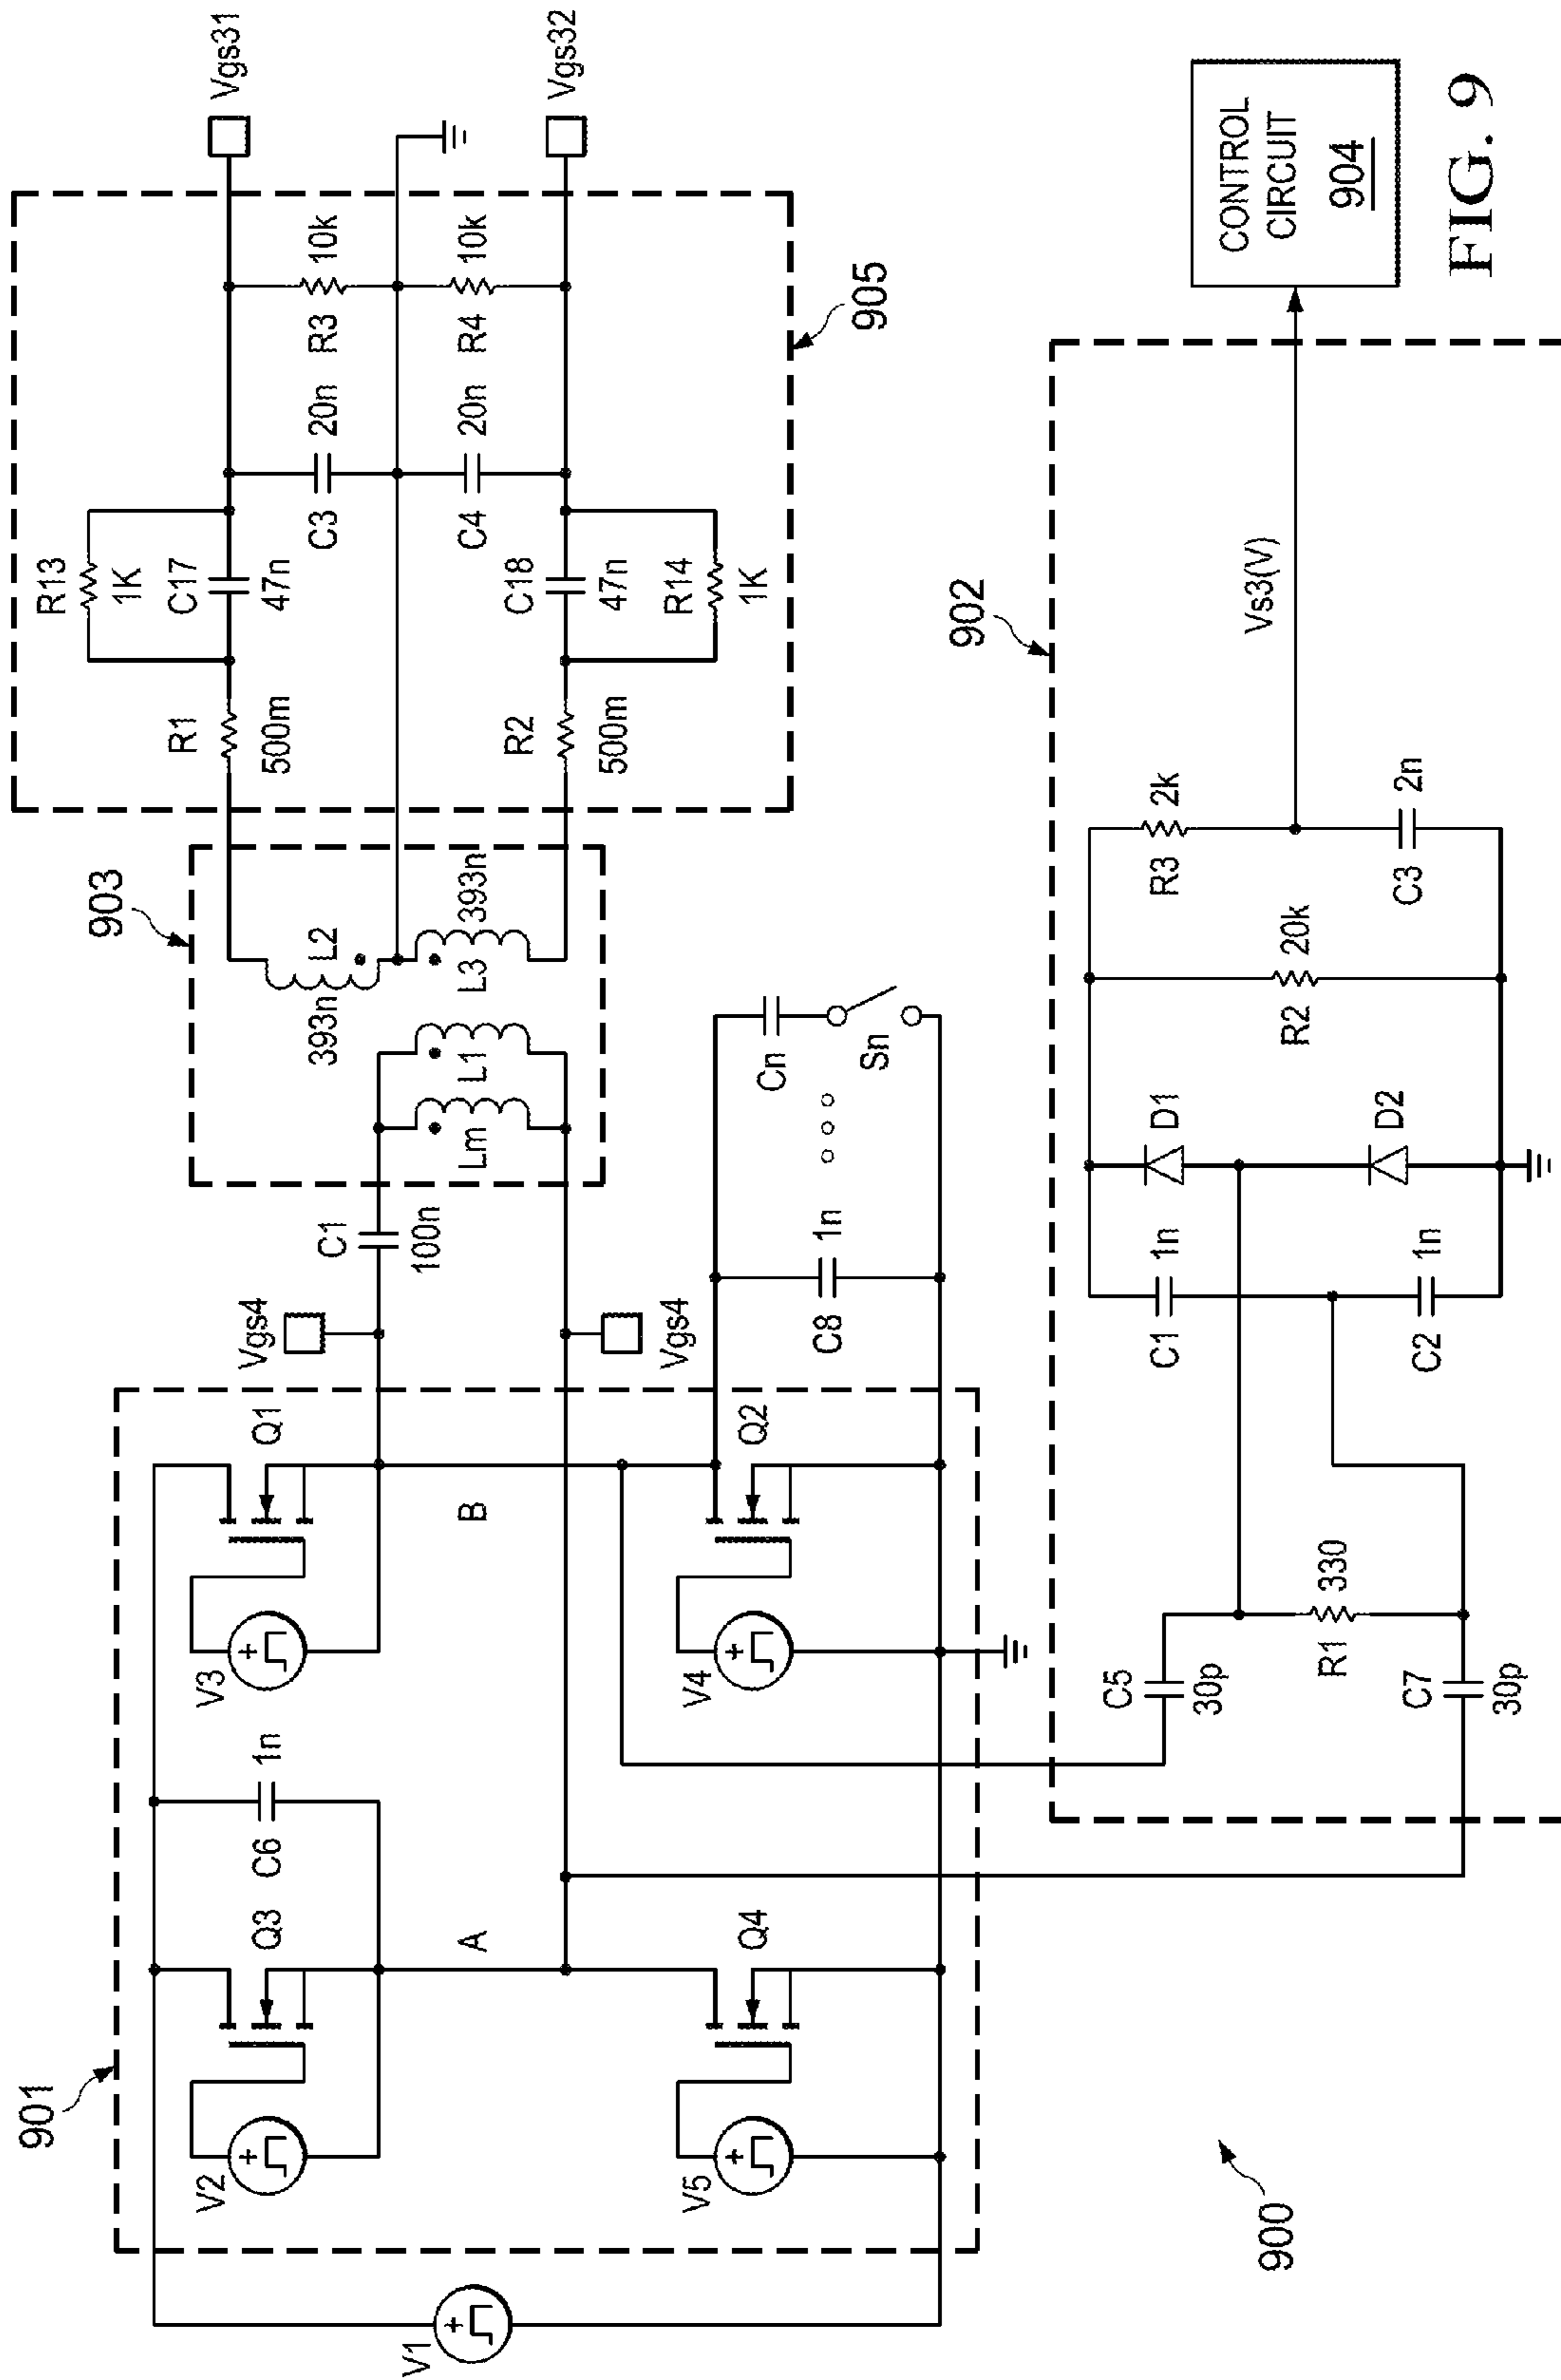 901
V1
V2
Q3
C6
1n
V3
Q1
A
B
V5
Q4
V4
Q2
Vgs4
Vgs4
C1
100n
C8
1n
Cn
Sn
903
Lm
L1
393n
L2
L3
393n
R1
500m
R13
1K
C17
47n
R2
500m
C18
47n
R14
1K
C3
20n
C4
20n
R3
10k
R4
10k
905
Vgs31
Vgs32
900
902
C5
30p
R1
330
C7
30p
C1
1n
C2
1n
D1
D2
R2
20k
R3
2k
C3
2n
Vs3(V)
CONTROL
CIRCUIT
904
FIG. 9